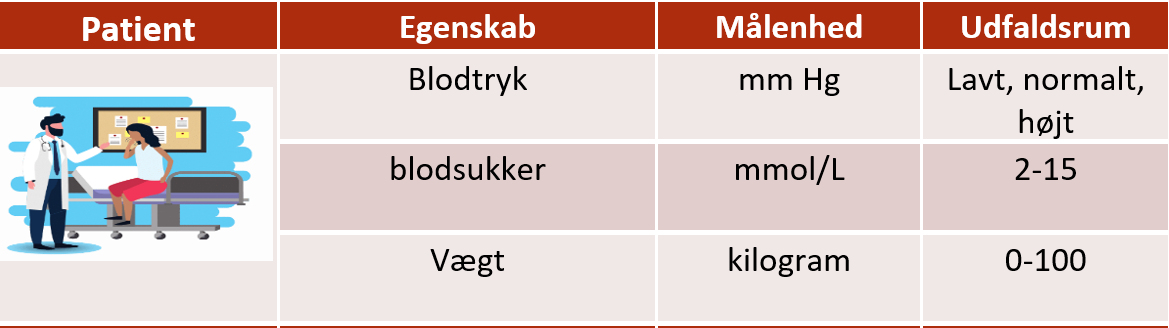 Patient Egenskab Målenhed Udfaldsrum
Blodtryk mm Hg Lavt, normalt,
højt
blodsukker mmol/L 2-15
Vægt kilogram 0-100